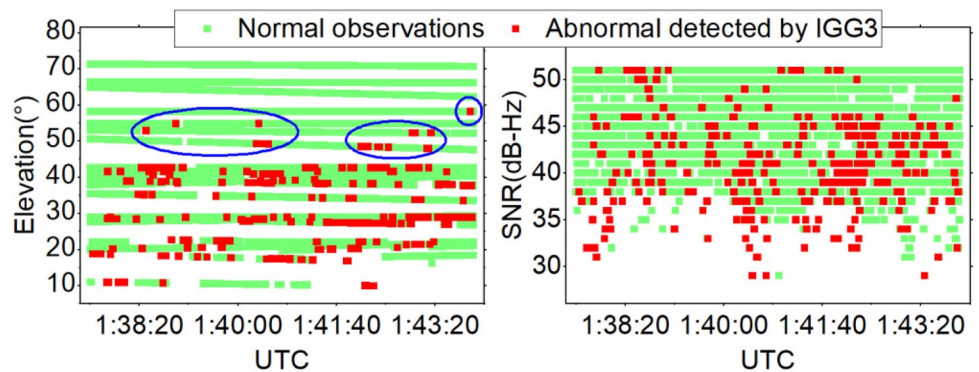 Normal observations Abnormal detected by IGG3
80
70
60
50
40
30
20
10
Elevation(°)
1:38:20 1:40:00 1:41:40 1:43:20
UTC
50
45
40
35
30
SNR(dB-Hz)
1:38:20 1:40:00 1:41:40 1:43:20
UTC